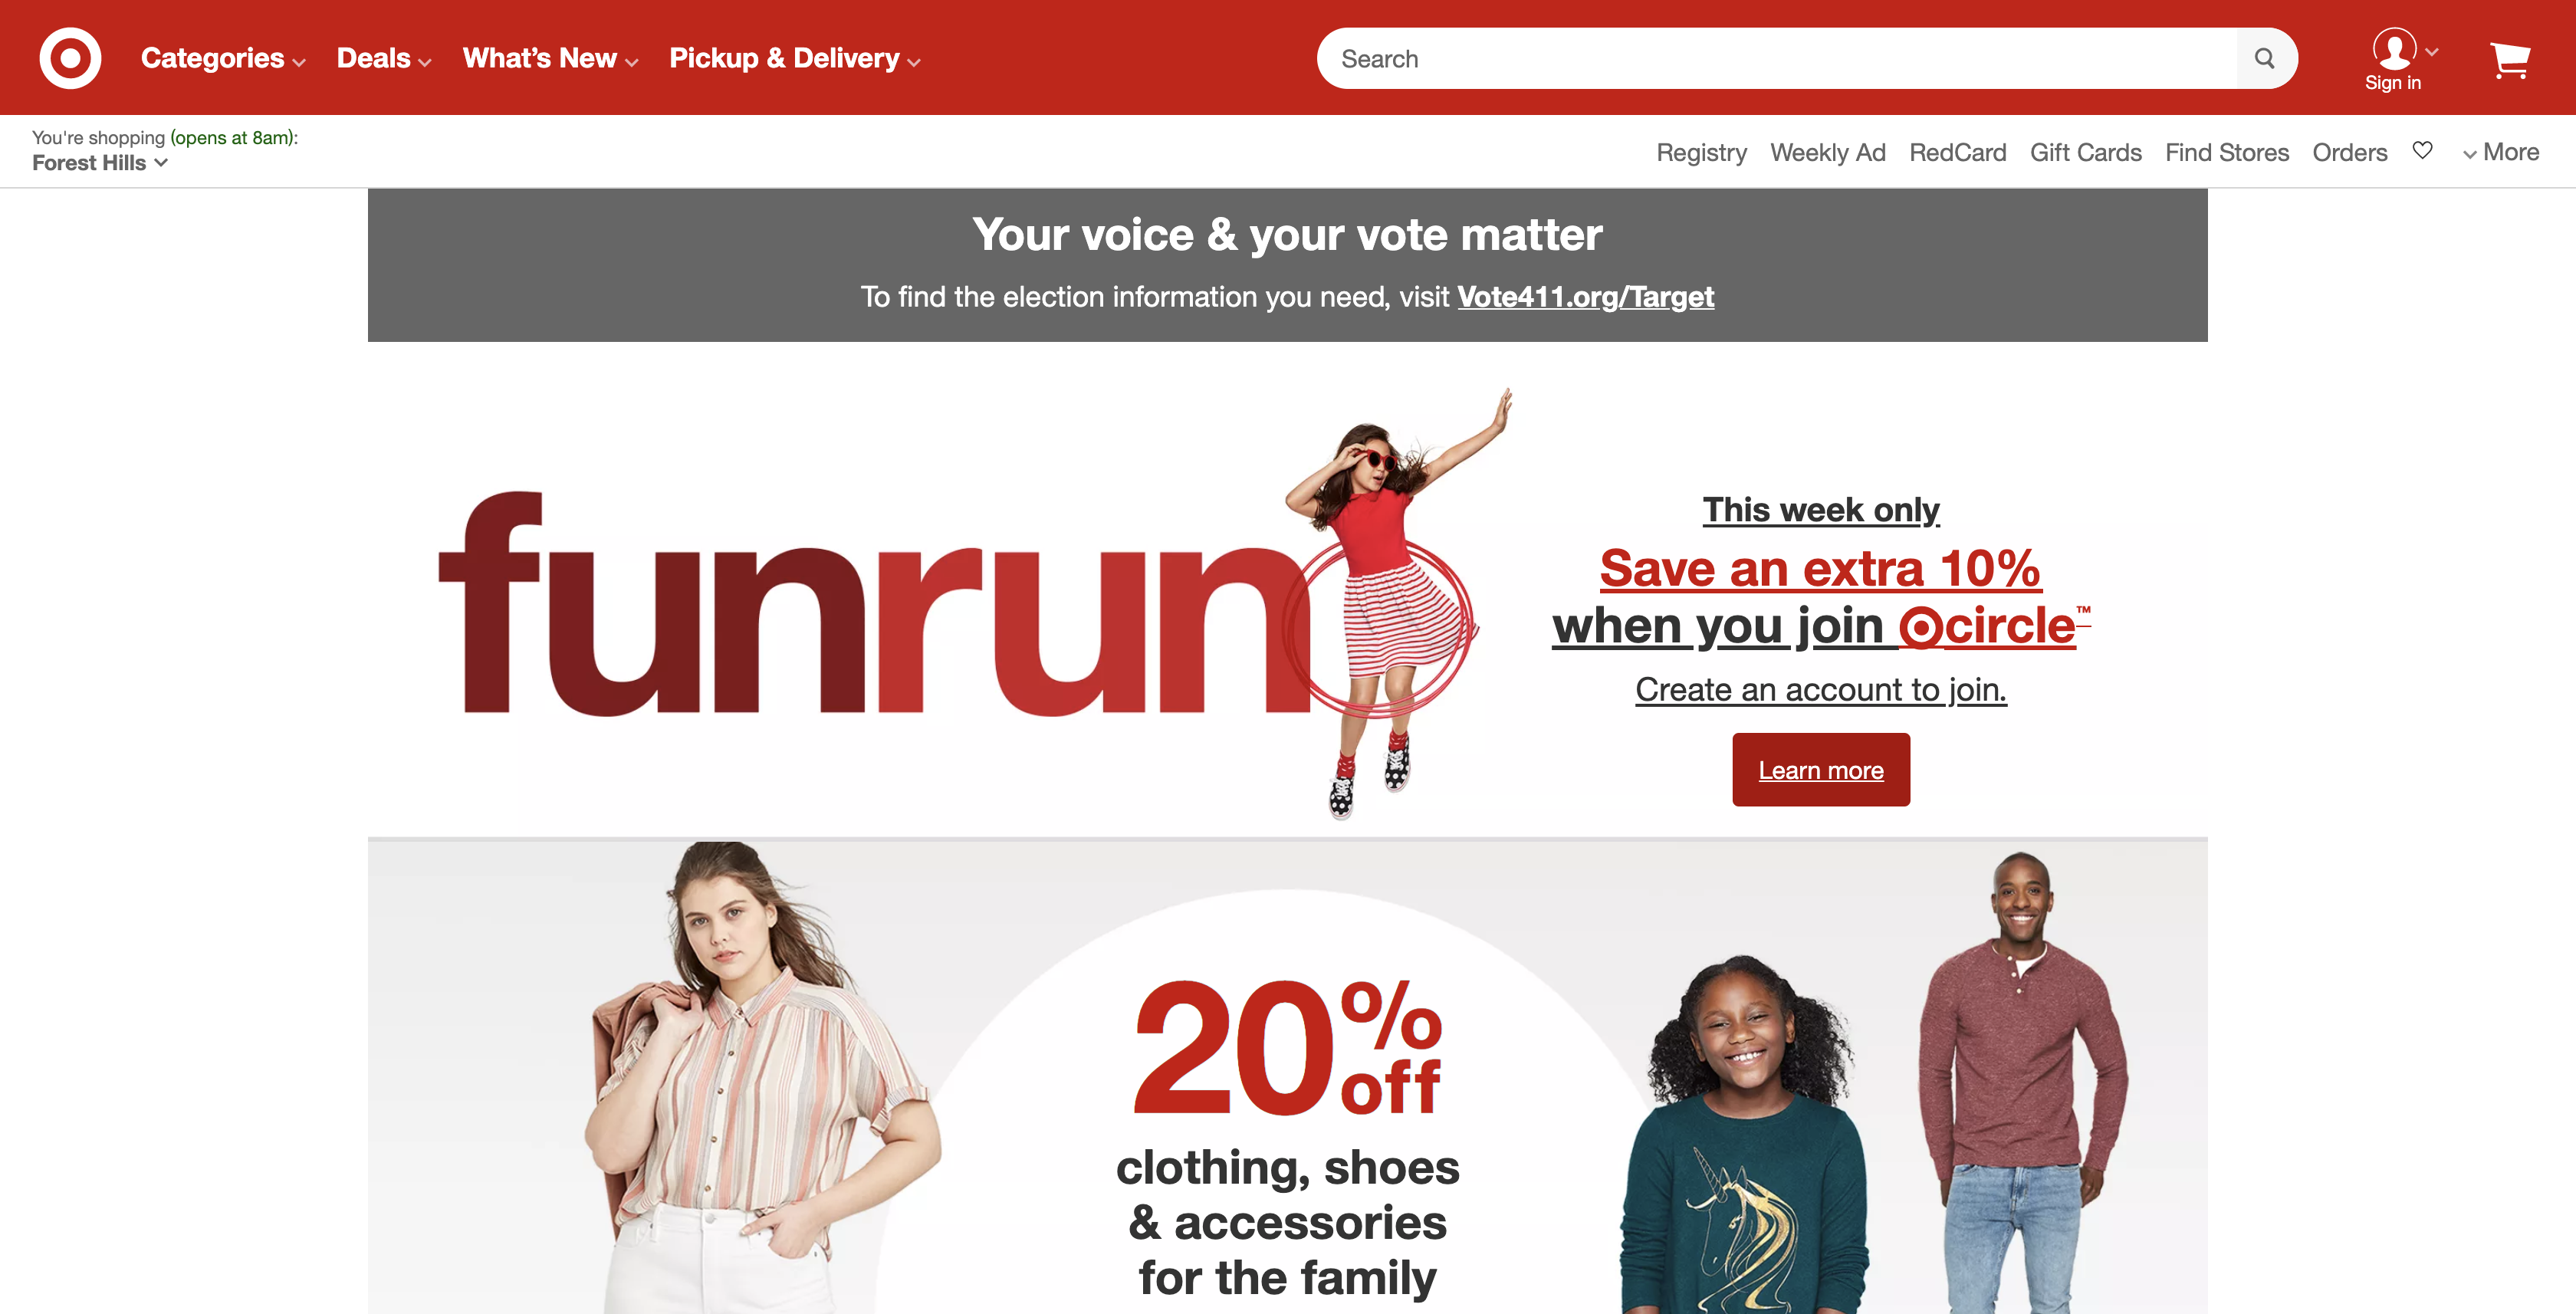 Categories
Deals
What's New
Pickup & Delivery
Search
Sign in
You're shopping (opens at 8am):
Forest Hills
Registry
Weekly Ad
RedCard
Gift Cards
Find Stores
Orders
More
Your voice & your vote matter
To find the election information you need, visit Vote411.org/Target
funrun
This week only
Save an extra 10%
when you join circle™
Create an account to join.
Learn more
20% off
clothing, shoes
& accessories
for the family